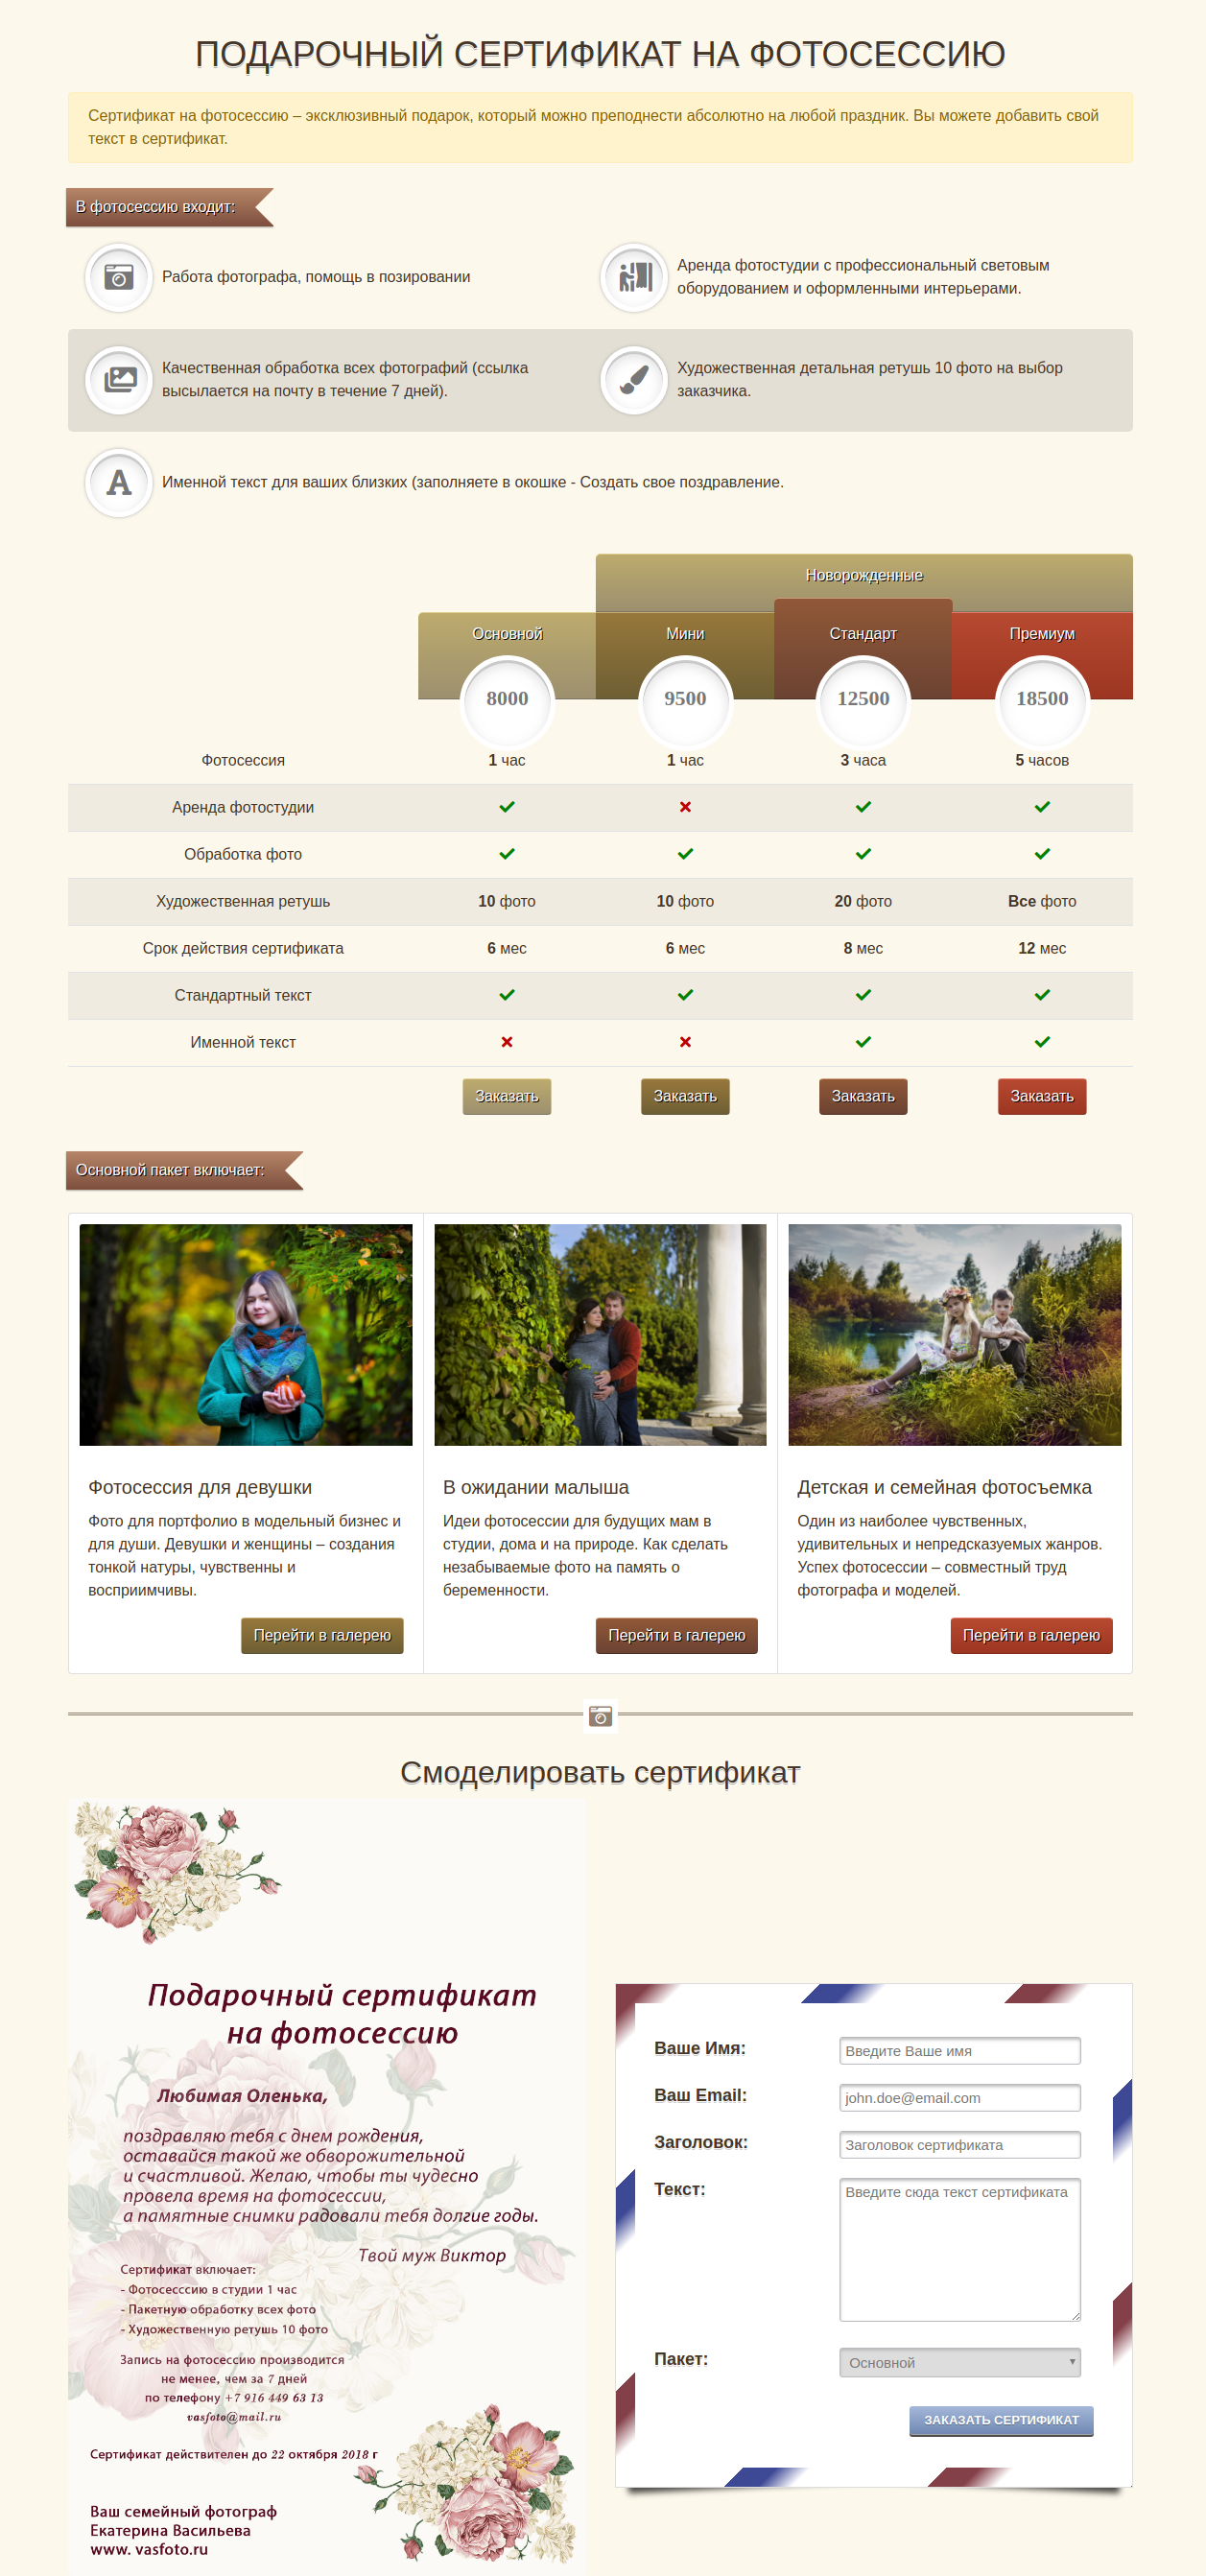 ПОДАРОЧНЫЙ СЕРТИФИКАТ НА ФОТОСЕССИЮ
Сертификат на фотосессию – эксклюзивный подарок, который можно преподнести абсолютно на любой праздник. Вы можете добавить свой
текст в сертификат.
В фотосессию входит:
Работа фотографа, помощь в позировании
Аренда фотостудии с профессиональный световым
оборудованием и оформленными интерьерами.
Качественная обработка всех фотографий (ссылка
высылается на почту в течение 7 дней).
Художественная детальная ретушь 10 фото на выбор
заказчика.
Именной текст для ваших близких (заполняете в окошке - Создать свое поздравление.
Новорожденные
Основной Мини Стандарт Премиум
8000 9500 12500 18500
Фотосессия 1 час 1 час 3 часа 5 часов
Аренда фотостудии
Обработка фото
Художественная ретушь 10 фото 10 фото 20 фото Все фото
Срок действия сертификата 6 мес 6 мес 8 мес 12 мес
Стандартный текст
Именной текст
Заказать Заказать Заказать Заказать
Основной пакет включает:
Фотосессия для девушки
Фото для портфолио в модельный бизнес и
для души. Девушки и женщины – создания
тонкой натуры, чувственны и
восприимчивы.
Перейти в галерею
В ожидании малыша
Идеи фотосессии для будущих мам в
студии, дома и на природе. Как сделать
незабываемые фото на память о
беременности.
Перейти в галерею
Детская и семейная фотосъемка
Один из наиболее чувственных,
удивительных и непредсказуемых жанров.
Успех фотосессии – совместный труд
фотографа и моделей.
Перейти в галерею
Смоделировать сертификат
Подарочный сертификат
на фотосессию
Любимая Оленька,
поздравляю тебя с днем рождения,
оставайся такой же обворожительной
и счастливой. Желаю, чтобы ты чудесно
провела время на фотосессии,
а памятные снимки радовали тебя долгие годы.
Твой муж Виктор
Сертификат включает:
- Фотосесссию в студии 1 час
- Пакетную обработку всех фото
- Художественную ретушь 10 фото
Запись на фотосессию производится
не менее, чем за 7 дней
по телефону +7 916 449 63 13
vasfoto@mail.ru
Сертификат действителен до 22 октября 2018 г
Ваш семейный фотограф
Екатерина Васильева
www. vasfoto.ru
Ваше Имя: Введите Ваше имя
Ваш Email: john.doe@email.com
Заголовок: Заголовок сертификата
Текст: Введите сюда текст сертификата
Пакет: Основной
ЗАКАЗАТЬ СЕРТИФИКАТ